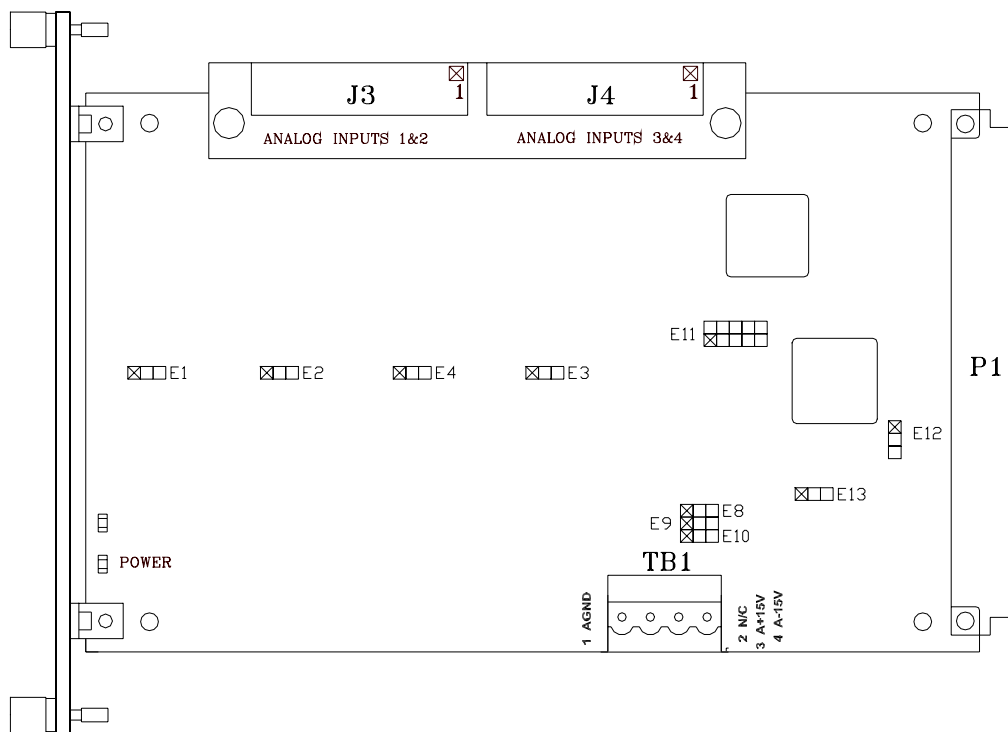 J3
1
J4
1
ANALOG INPUTS 1&2
ANALOG INPUTS 3&4
E11
E1
E2
E4
E3
P1
E12
E13
E8
E9
E10
TB1
POWER
1 AGND
2 N/C
3 A+15V
4 A-15V